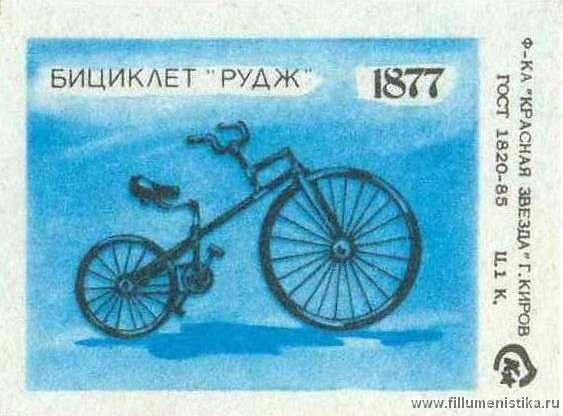 БИЦИКЛЕТ "РУДЖ"
1877
Ф-КА "КРАСНАЯ ЗВЕЗДА" Г. КИРОВ
ГОСТ 1820-85 Ц. 1 К.
www.fillumenistika.ru